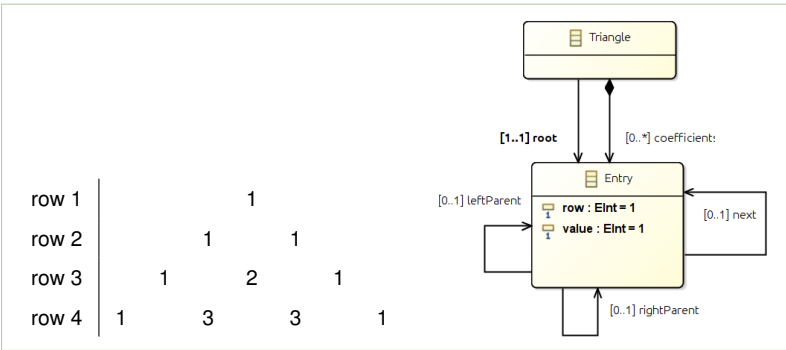 row 1 1
row 2 1 1
row 3 1 2 1
row 4 1 3 3 1
Triangle
[1..1] root
[0..*] coefficients
Entry
row : EInt = 1
value : EInt = 1
[0..1] leftParent
[0..1] next
[0..1] rightParent